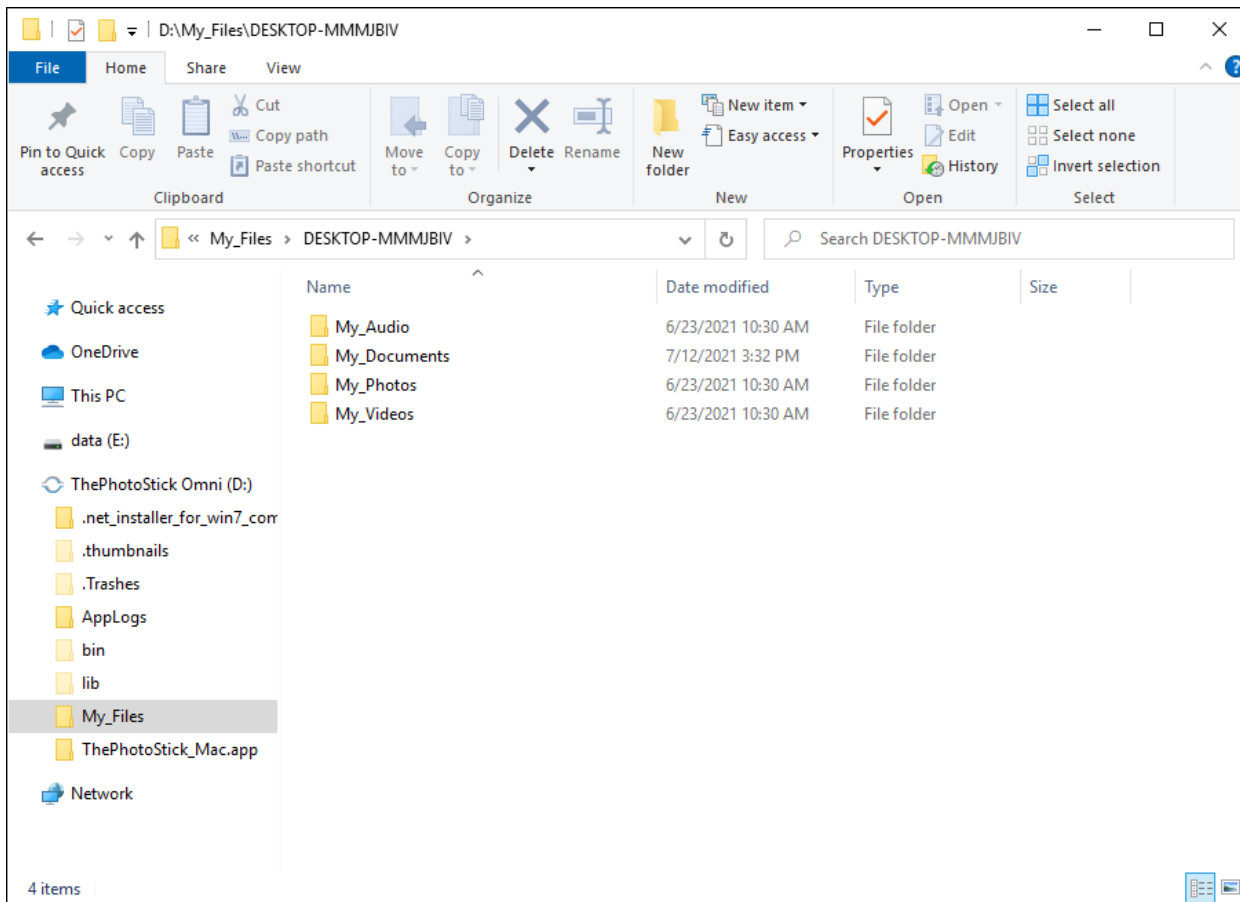 D:\My_Files\DESKTOP-MMMJBIV
File Home Share View
Pin to Quick access
Copy
Paste
Cut
Copy path
Paste shortcut
Clipboard
Move to
Copy to
Delete
Rename
Organize
New folder
New item
Easy access
New
Properties
Open
Edit
History
Open
Select all
Select none
Invert selection
Select
« My_Files > DESKTOP-MMMJBIV >
Search DESKTOP-MMMJBIV
Name Date modified Type Size
My_Audio 6/23/2021 10:30 AM File folder
My_Documents 7/12/2021 3:32 PM File folder
My_Photos 6/23/2021 10:30 AM File folder
My_Videos 6/23/2021 10:30 AM File folder
Quick access
OneDrive
This PC
data (E:)
ThePhotoStick Omni (D:)
.net_installer_for_win7_com
.thumbnails
.Trashes
AppLogs
bin
lib
My_Files
ThePhotoStick_Mac.app
Network
4 items